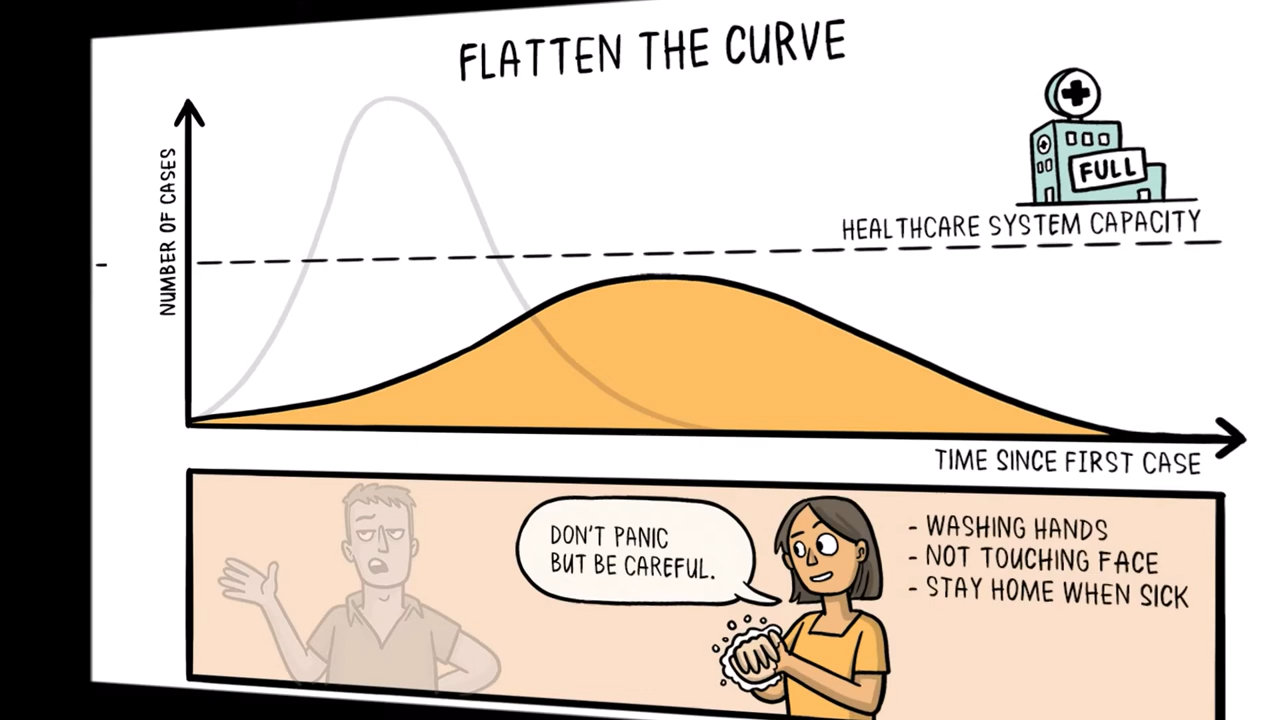 FLATTEN THE CURVE
NUMBER OF CASES
FULL
HEALTHCARE SYSTEM CAPACITY
TIME SINCE FIRST CASE
DON'T PANIC
BUT BE CAREFUL.
- WASHING HANDS
- NOT TOUCHING FACE
- STAY HOME WHEN SICK